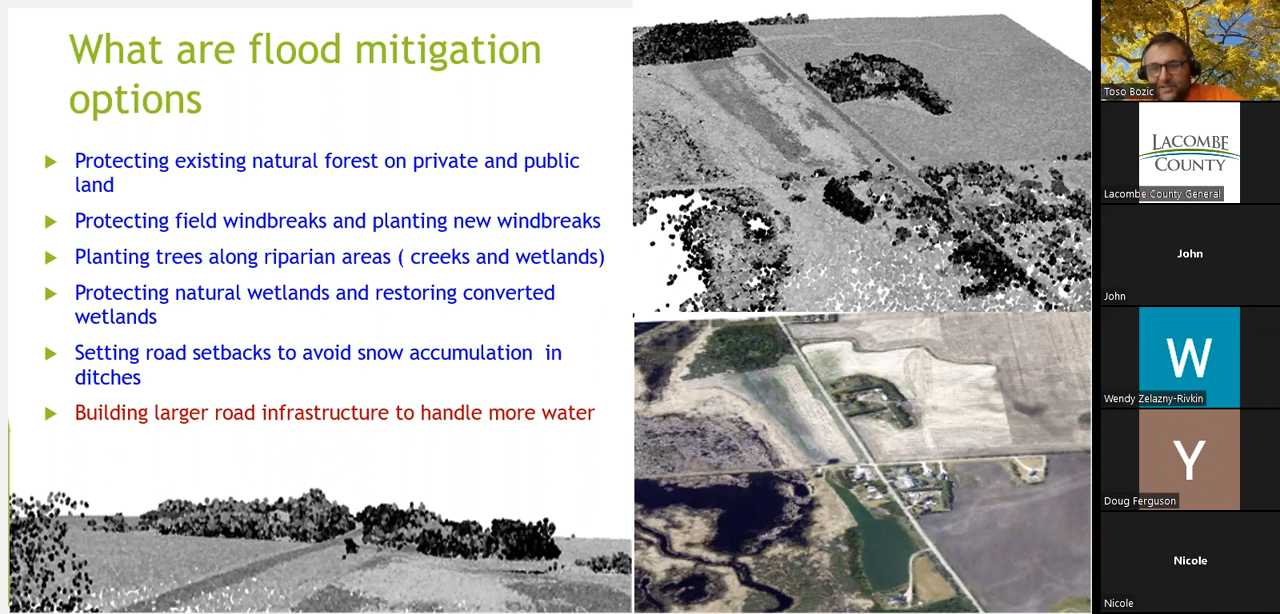 What are flood mitigation
options
Protecting existing natural forest on private and public
land
Protecting field windbreaks and planting new windbreaks
Planting trees along riparian areas ( creeks and wetlands)
Protecting natural wetlands and restoring converted
wetlands
Setting road setbacks to avoid snow accumulation  in
ditches
Building larger road infrastructure to handle more water
Toso Bozic
LACOMBE
COUNTY
Lacombe County General
John
John
W
Wendy Zelazny-Rivkin
Y
Doug Ferguson
Nicole
Nicole